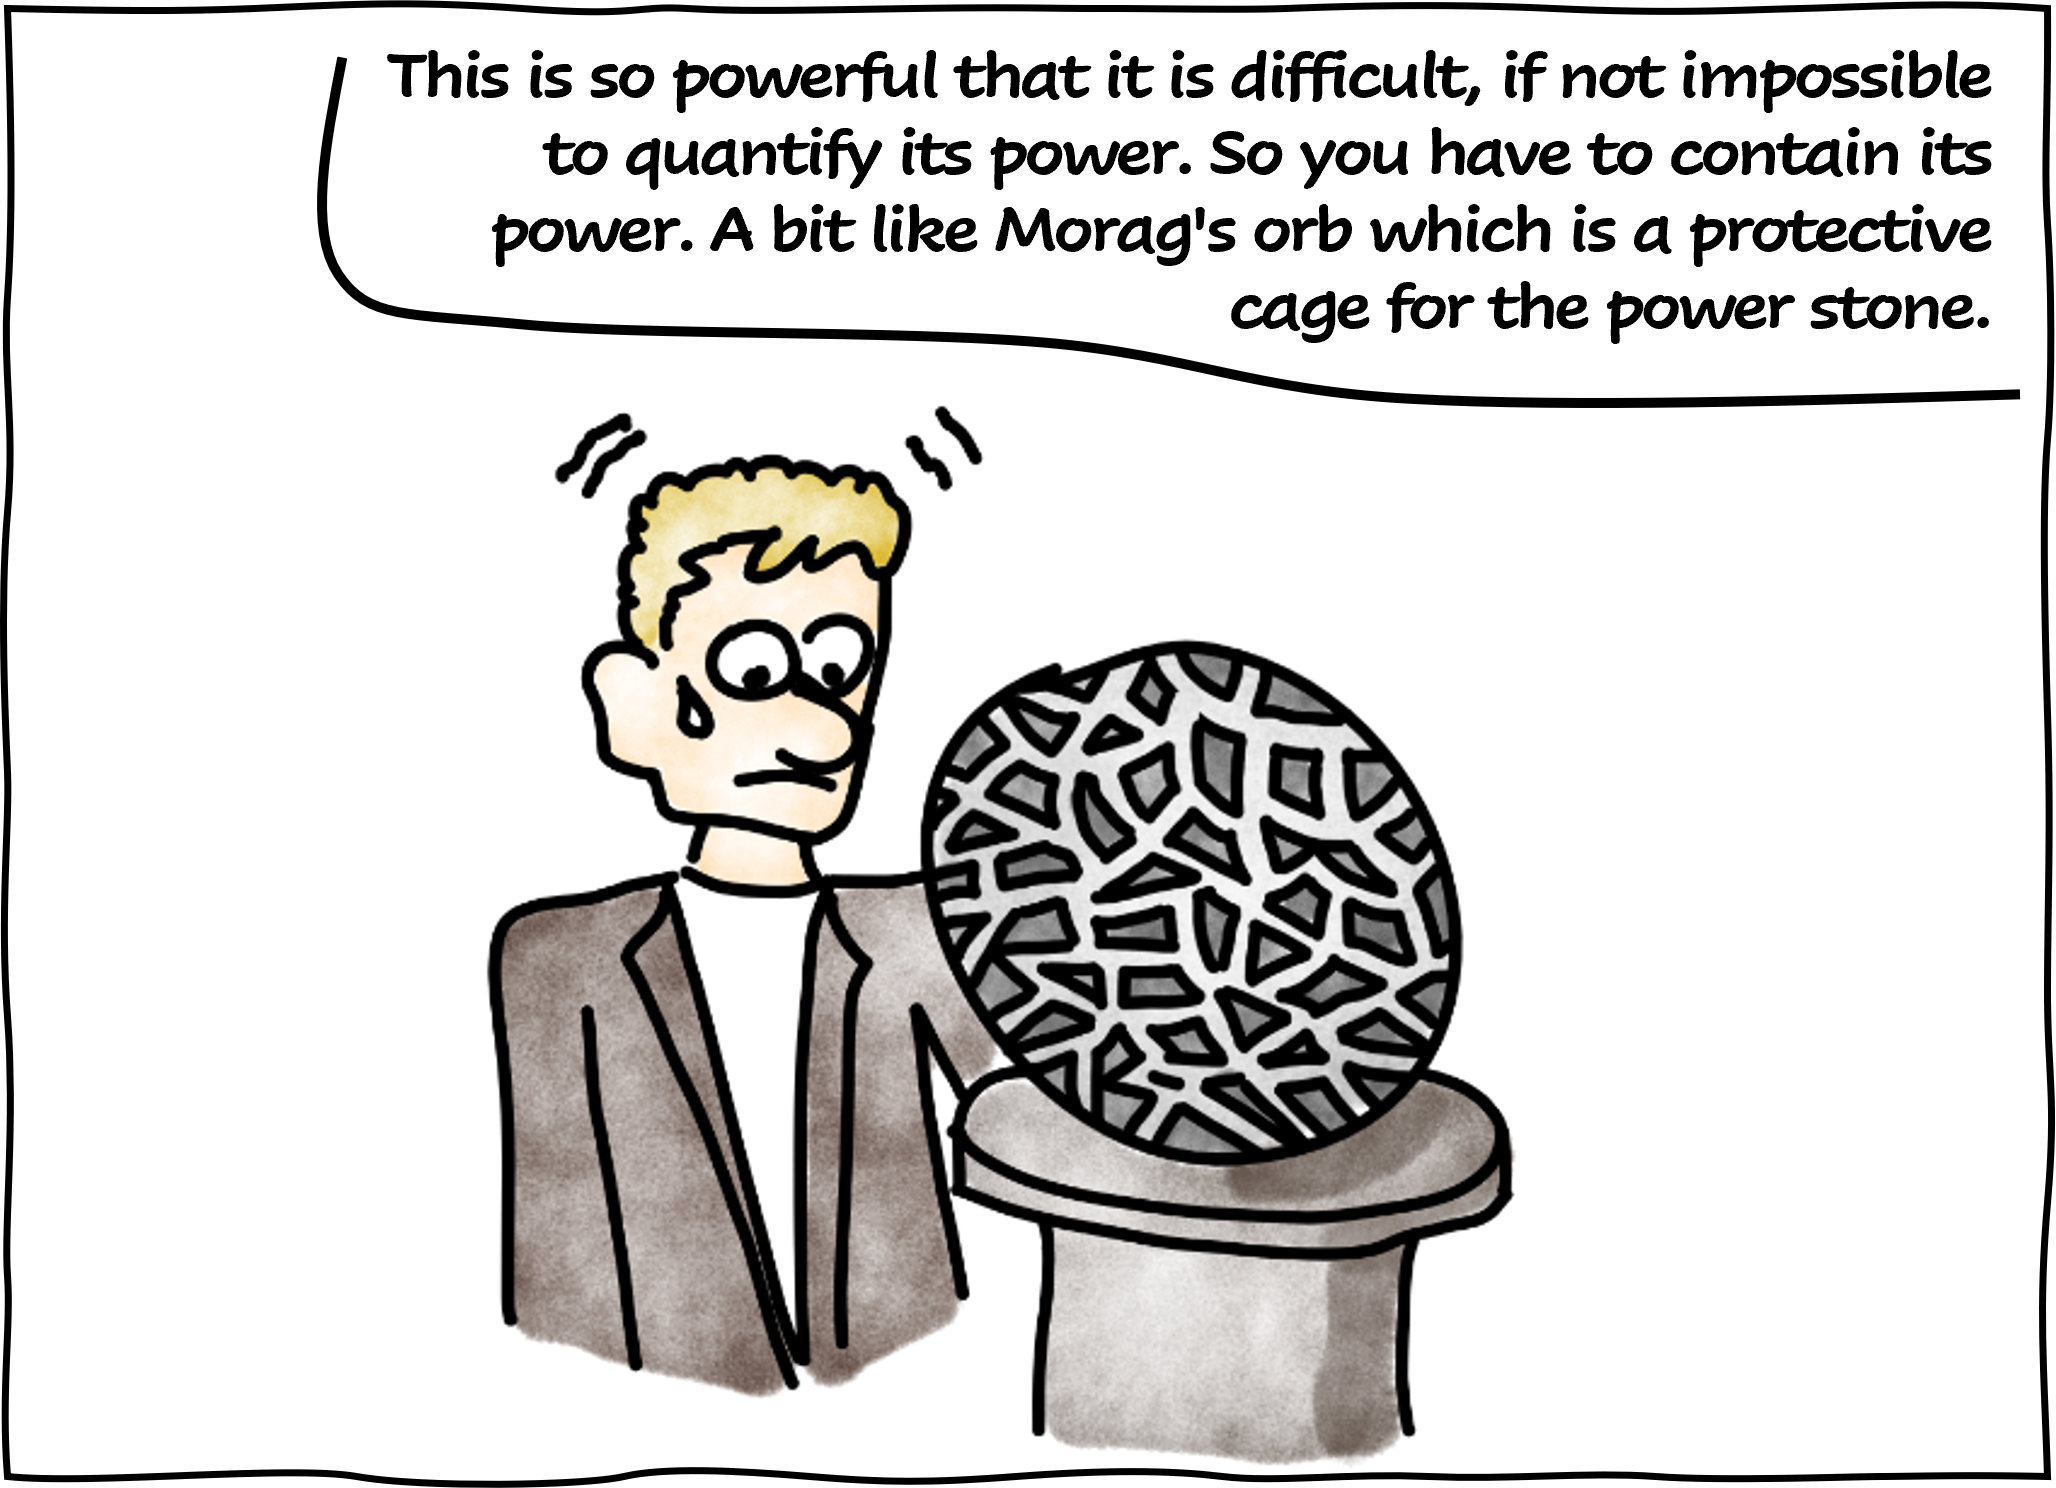 This is so powerful that it is difficult, if not impossible
to quantify its power. So you have to contain its
power. A bit like Morag's orb which is a protective
cage for the power stone.